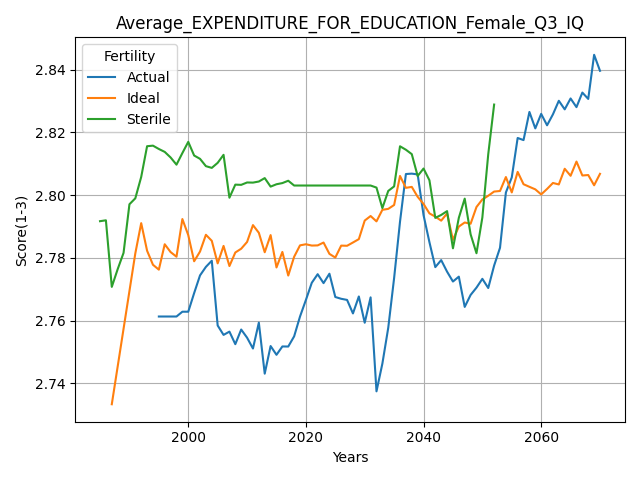 Average_EXPENDITURE_FOR_EDUCATION_Female_Q3_IQ
Fertility
Actual
Ideal
Sterile
2.84
2.82
2.80
2.78
2.76
2.74
Score(1-3)
2000
2020
2040
2060
Years